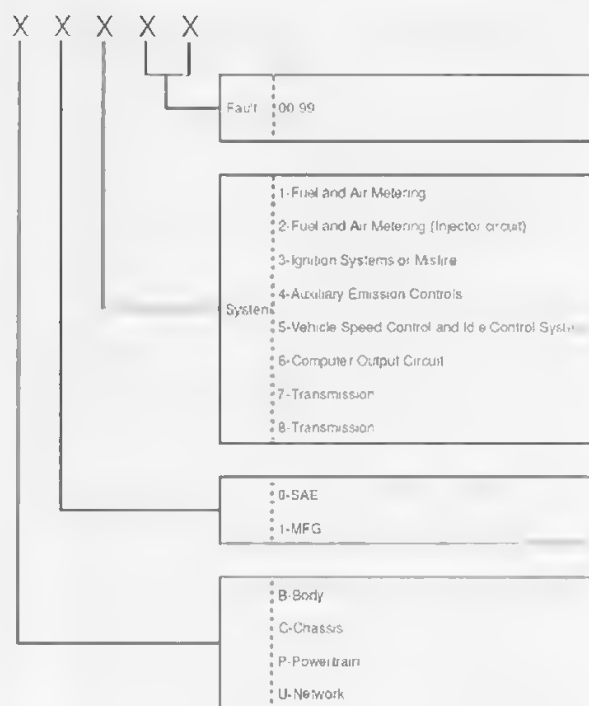 X X X X X
Fault 00-99
1-Fuel and Air Metering
2-Fuel and Air Metering (Injector circuit)
3-Ignition Systems or Misfire
4-Auxiliary Emission Controls
System
5-Vehicle Speed Control and Idle Control
6-Computer Output Circuit
7-Transmission
8-Transmission
0-SAE
1-MFG
B-Body
C-Chassis
P-Powertrain
U-Network